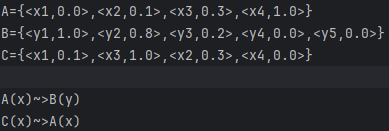 A={<x1,0.0>,<x2,0.1>,<x3,0.3>,<x4,1.0>}
B={<y1,1.0>,<y2,0.8>,<y3,0.2>,<y4,0.0>,<y5,0.0>}
C={<x1,0.1>,<x3,1.0>,<x2,0.2>,<x4,0.0>}
A(x)~>B(y)
C(x)~>A(x)